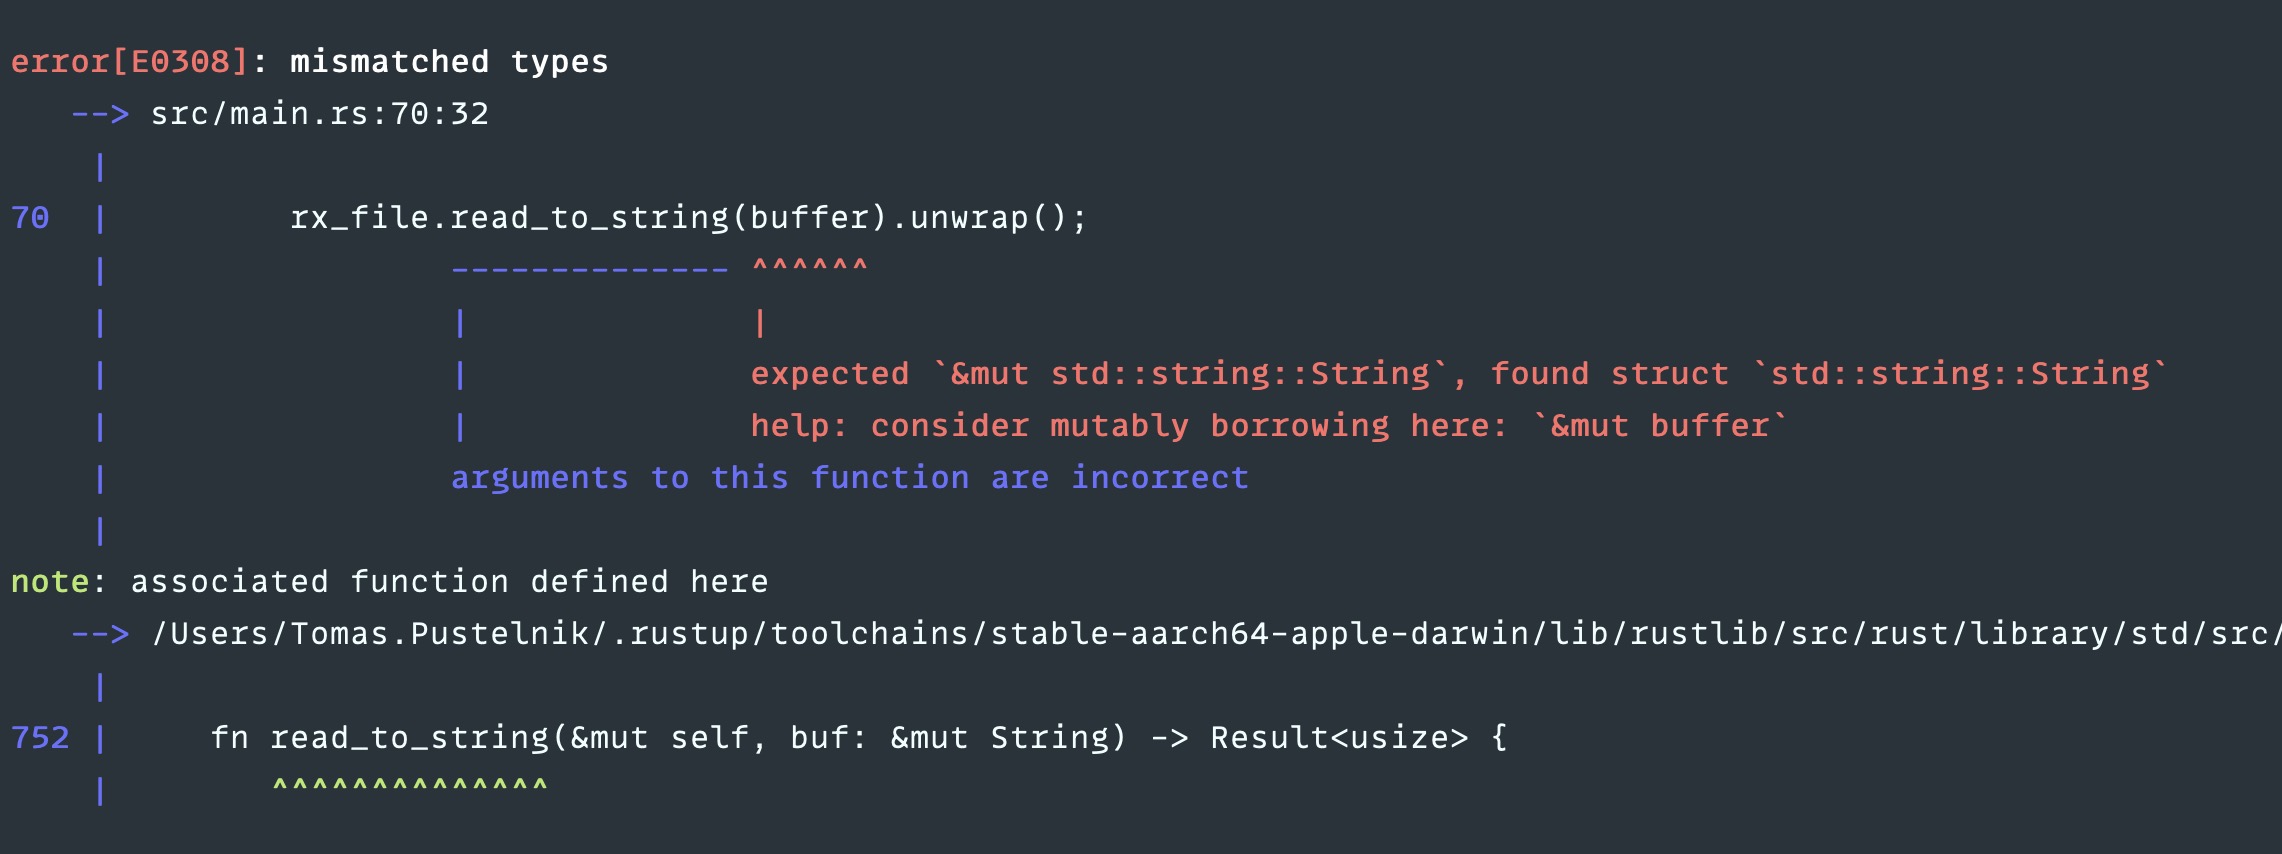 error[E0308]: mismatched types
   --> src/main.rs:70:32
    |
70  |         rx_file.read_to_string(buffer).unwrap();
    |                 -------------- ^^^^^^
    |                 |              |
    |                 |              expected `&mut std::string::String`, found struct `std::string::String`
    |                 |              help: consider mutably borrowing here: `&mut buffer`
    |                 arguments to this function are incorrect
    |
note: associated function defined here
   --> /Users/Tomas.Pustelnik/.rustup/toolchains/stable-aarch64-apple-darwin/lib/rustlib/src/rust/library/std/src/
    |
752 |     fn read_to_string(&mut self, buf: &mut String) -> Result<usize> {
    |        ^^^^^^^^^^^^^^